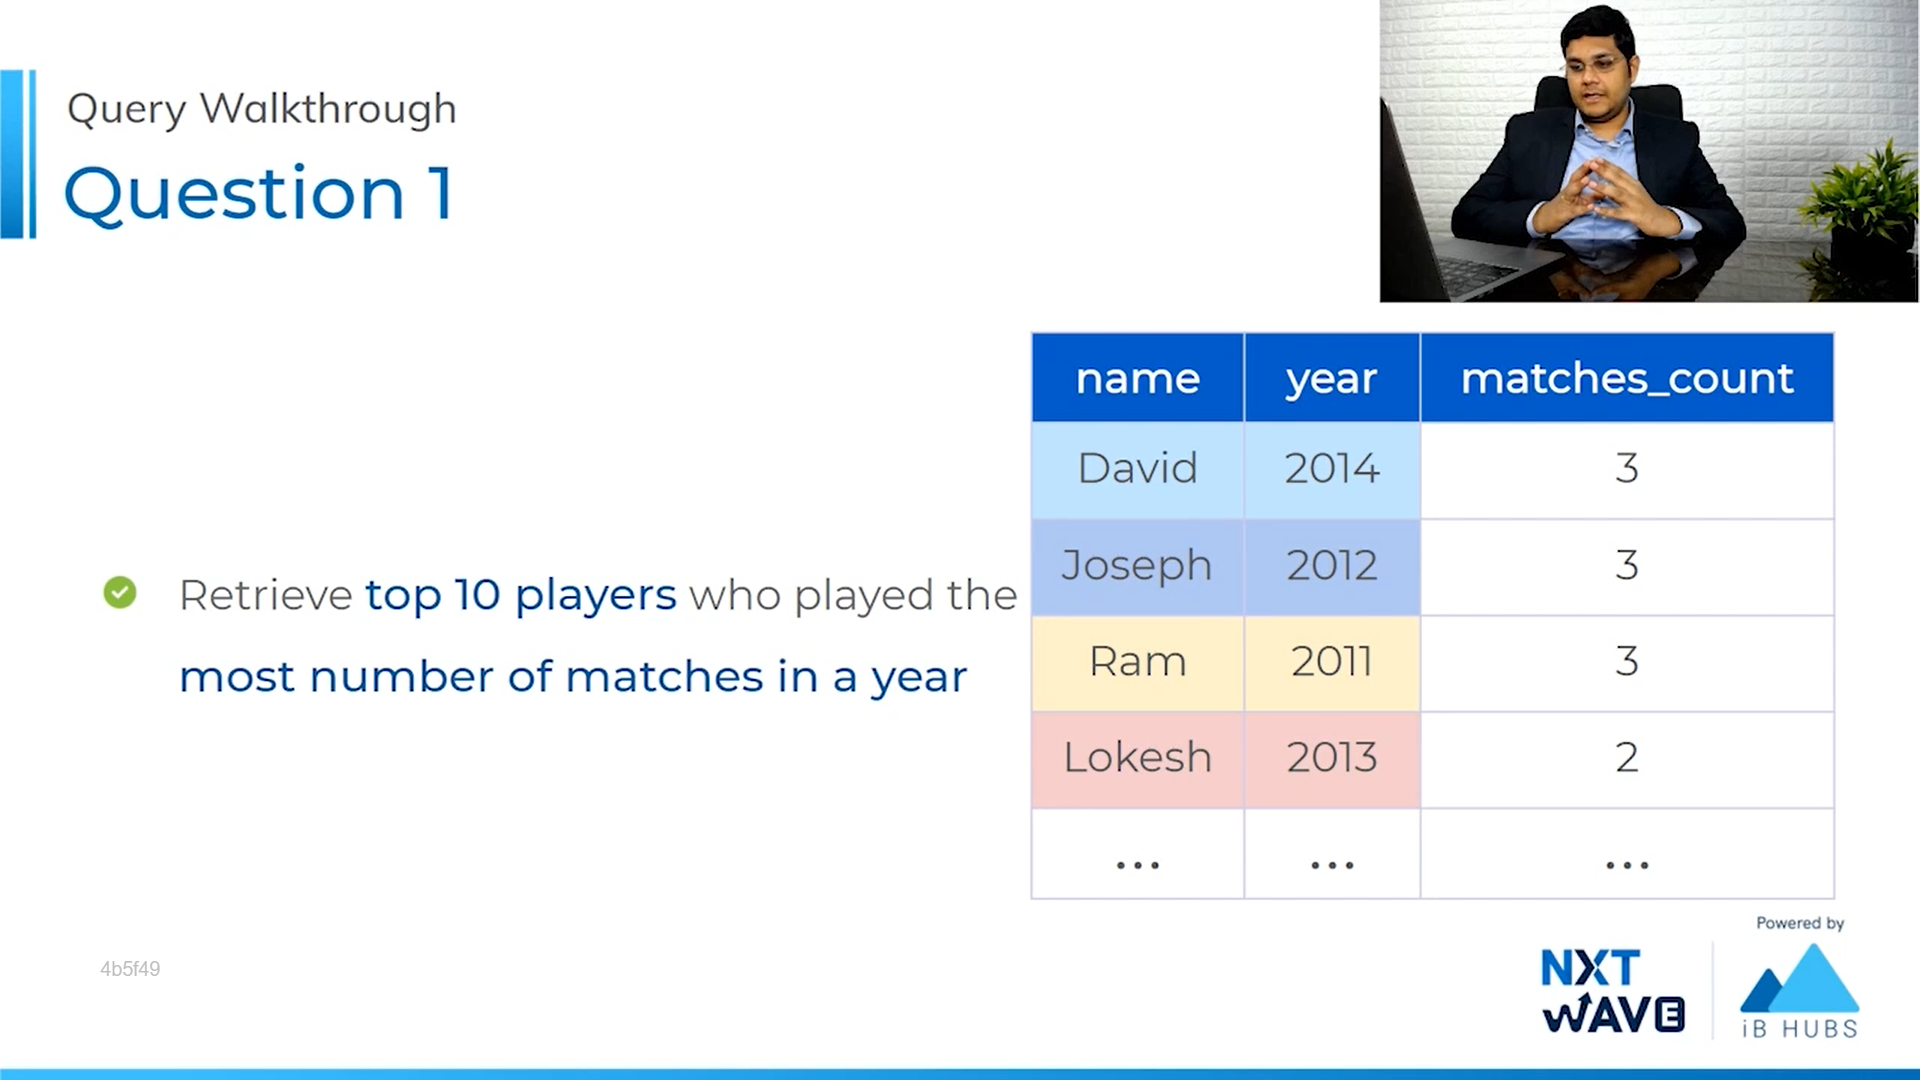 Query Walkthrough
Question 1
Retrieve top 10 players who played the
most number of matches in a year
name year matches_count
David 2014 3
Joseph 2012 3
Ram 2011 3
Lokesh 2013 2
... ... ...
4b5f49
Powered by
NXT
WAVE
iB HUBS